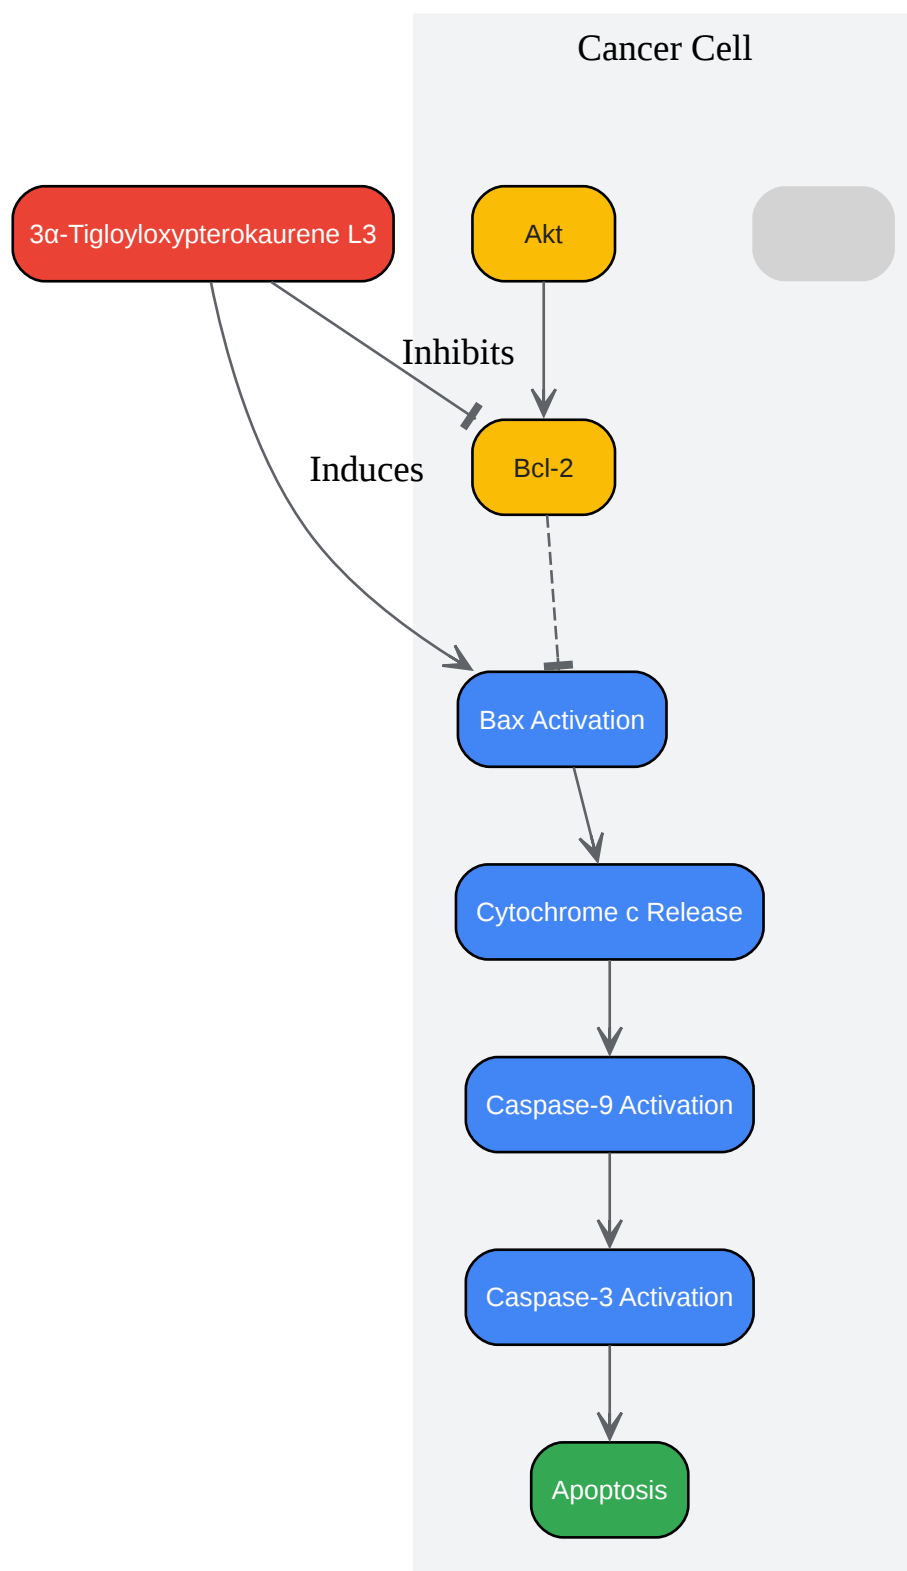 Cancer Cell
3α-Tigloyloxypterokaurene L3
Akt
Inhibits
Bcl-2
Induces
Bax Activation
Cytochrome c Release
Caspase-9 Activation
Caspase-3 Activation
Apoptosis